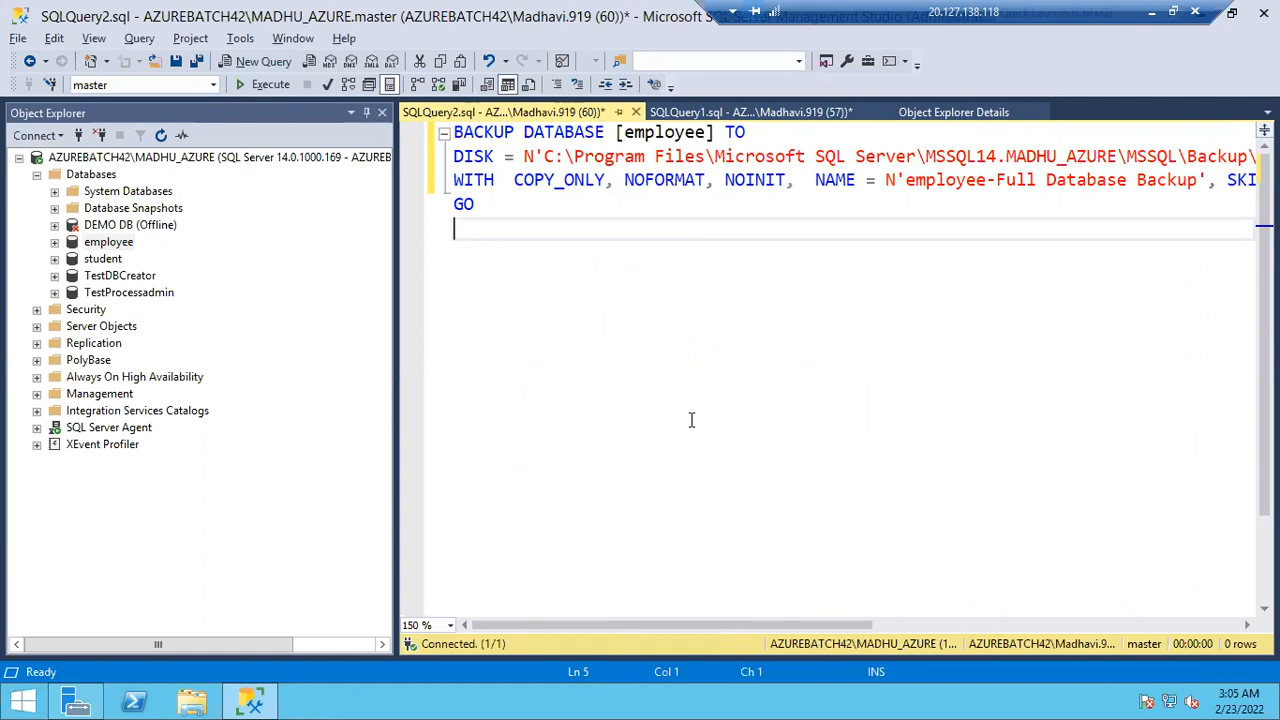 SQLQuery2.sql - AZUREBATCH42\MADHU_AZURE.master (AZUREBATCH42\Madhavi.919 (60))* - Microsoft SQL Server Management Studio
20.127.138.118
File Edit View Query Project Tools Window Help
New Query
master Execute
Object Explorer
SQLQuery2.sql - AZ...\Madhavi.919 (60))* SQLQuery1.sql - AZ...\Madhavi.919 (57))* Object Explorer Details
Connect
AZUREBATCH42\MADHU_AZURE (SQL Server 14.0.1000.169 - AZUREB
Databases
System Databases
Database Snapshots
DEMO DB (Offline)
employee
student
TestDBCreator
TestProcessadmin
Security
Server Objects
Replication
PolyBase
Always On High Availability
Management
Integration Services Catalogs
SQL Server Agent
XEvent Profiler
BACKUP DATABASE [employee] TO
DISK = N'C:\Program Files\Microsoft SQL Server\MSSQL14.MADHU_AZURE\MSSQL\Backup\
WITH COPY_ONLY, NOFORMAT, NOINIT, NAME = N'employee-Full Database Backup', SKI
GO
150 %
Connected. (1/1) AZUREBATCH42\MADHU_AZURE (1... AZUREBATCH42\Madhavi.9... master 00:00:00 0 rows
Ready Ln 5 Col 1 Ch 1 INS
3:05 AM
2/23/2022